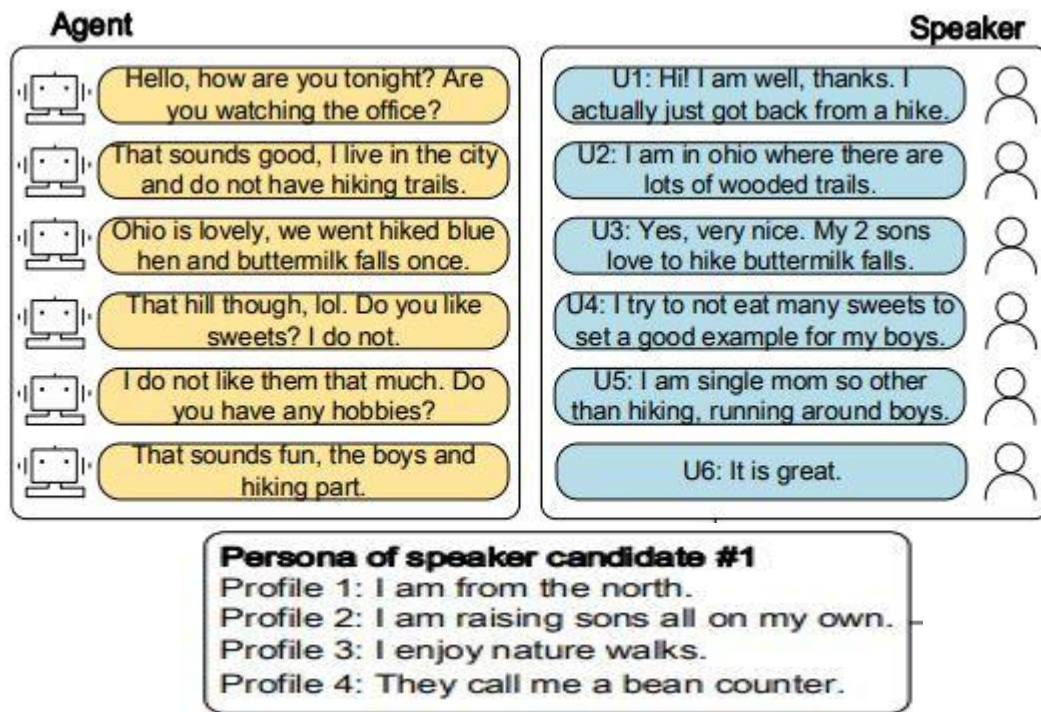 Agent
Speaker
Hello, how are you tonight? Are
you watching the office?
U1: Hi! I am well, thanks. I
actually just got back from a hike.
That sounds good, I live in the city
and do not have hiking trails.
U2: I am in ohio where there are
lots of wooded trails.
Ohio is lovely, we went hiked blue
hen and buttermilk falls once.
U3: Yes, very nice. My 2 sons
love to hike buttermilk falls.
That hill though, lol. Do you like
sweets? I do not.
U4: I try to not eat many sweets to
set a good example for my boys.
I do not like them that much. Do
you have any hobbies?
U5: I am single mom so other
than hiking, running around boys.
That sounds fun, the boys and
hiking part.
U6: It is great.
Persona of speaker candidate #1
Profile 1: I am from the north.
Profile 2: I am raising sons all on my own.
Profile 3: I enjoy nature walks.
Profile 4: They call me a bean counter.